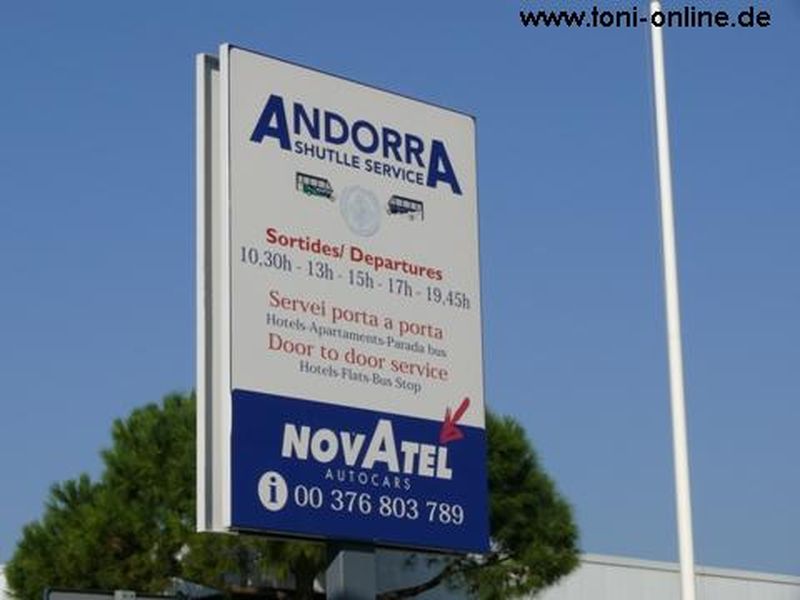 www.toni-online.de
ANDORRA
SHUTLLE SERVICE
Sortides/ Departures
10,30h - 13h - 15h - 17h - 19,45h
Servei porta a porta
Hotels-Apartaments-Parada bus
Door to door service
Hotels-Flats-Bus Stop
NOVATEL
AUTOCARS
i 00 376 803 789